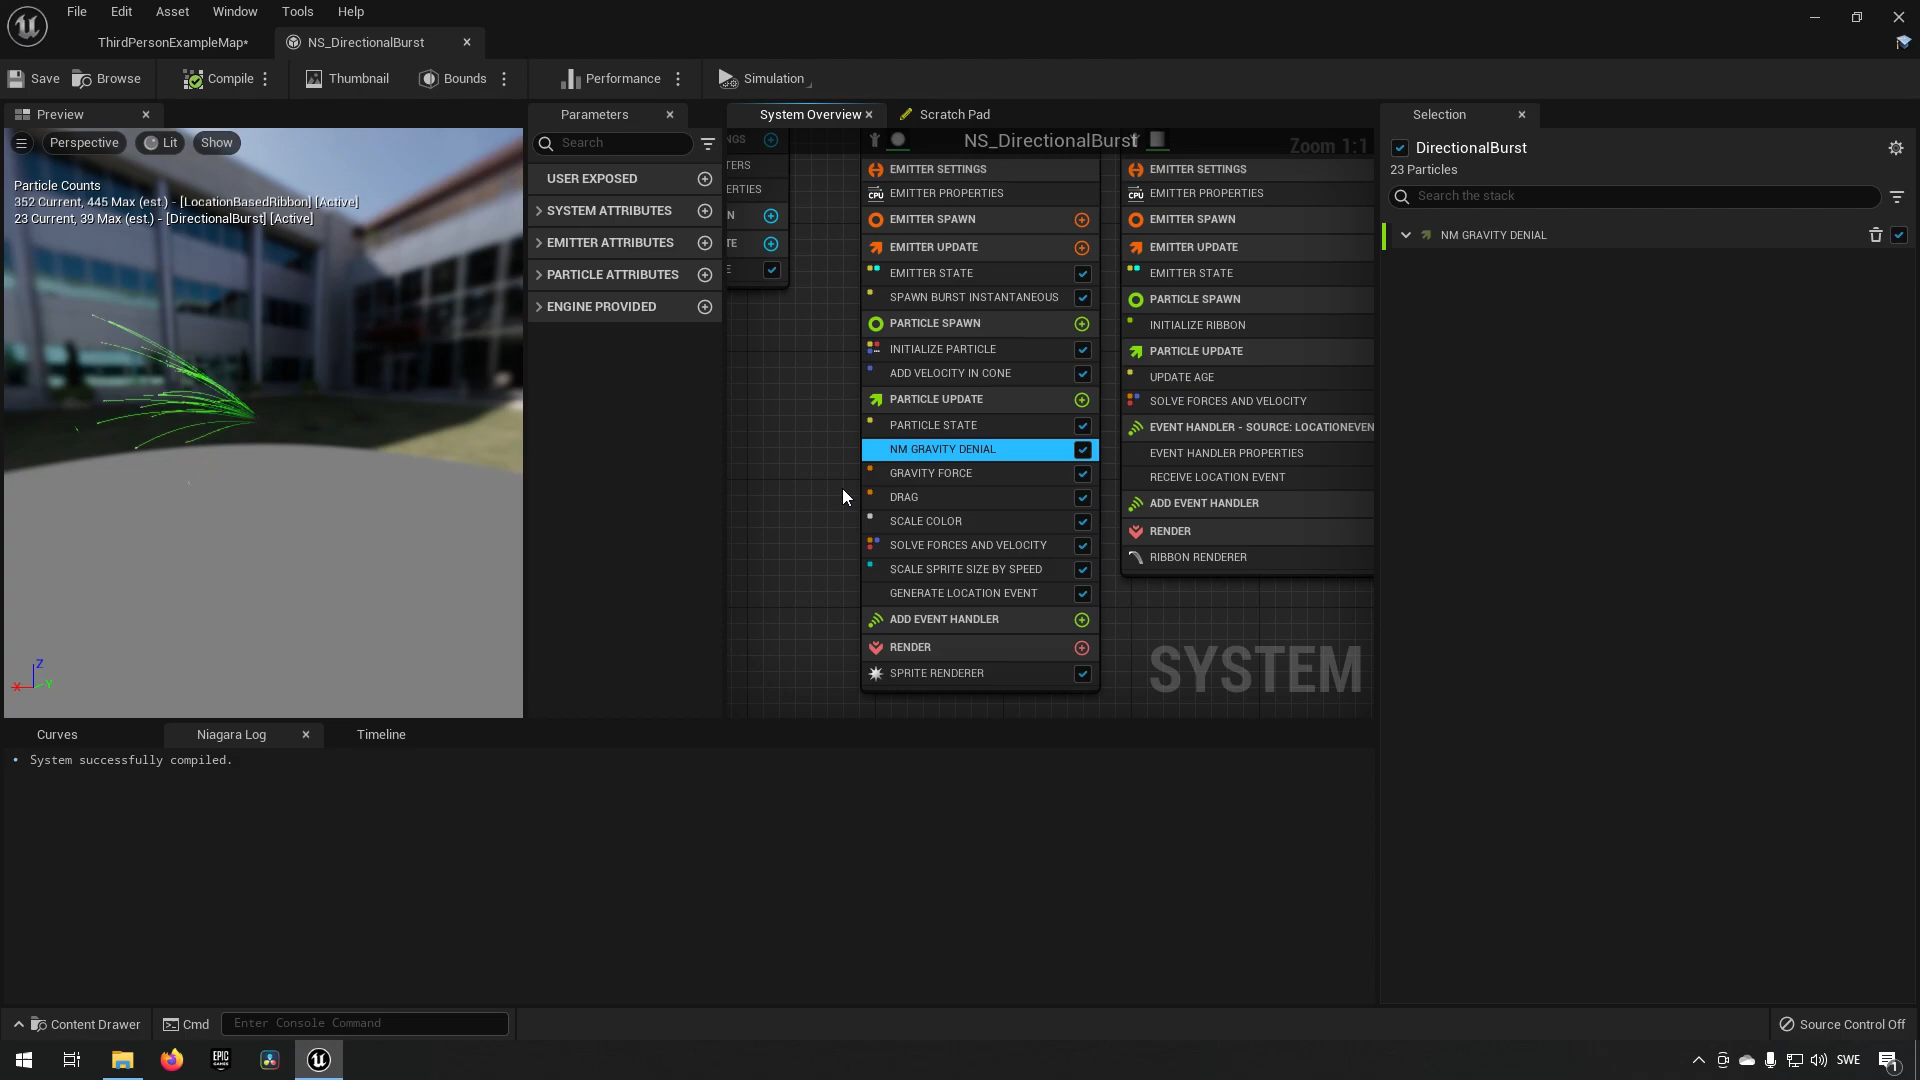 File Edit Asset Window Tools Help
ThirdPersonExampleMap*
NS_DirectionalBurst
Save Browse Compile Thumbnail Bounds Performance Simulation
Preview
Perspective Lit Show
Particle Counts
352 Current, 445 Max (est.) - [LocationBasedRibbon] [Active]
23 Current, 39 Max (est.) - [DirectionalBurst] [Active]
Z
X Y
Parameters
Search
USER EXPOSED
SYSTEM ATTRIBUTES
EMITTER ATTRIBUTES
PARTICLE ATTRIBUTES
ENGINE PROVIDED
System Overview
Scratch Pad
NS_DirectionalBurst
Zoom 1:1
NGS
TERS
ERTIES
N
TE
E
EMITTER SETTINGS
CPU EMITTER PROPERTIES
EMITTER SPAWN
EMITTER UPDATE
EMITTER STATE
SPAWN BURST INSTANTANEOUS
PARTICLE SPAWN
INITIALIZE PARTICLE
ADD VELOCITY IN CONE
PARTICLE UPDATE
PARTICLE STATE
NM GRAVITY DENIAL
GRAVITY FORCE
DRAG
SCALE COLOR
SOLVE FORCES AND VELOCITY
SCALE SPRITE SIZE BY SPEED
GENERATE LOCATION EVENT
ADD EVENT HANDLER
RENDER
SPRITE RENDERER
EMITTER SETTINGS
CPU EMITTER PROPERTIES
EMITTER SPAWN
EMITTER UPDATE
EMITTER STATE
PARTICLE SPAWN
INITIALIZE RIBBON
PARTICLE UPDATE
UPDATE AGE
SOLVE FORCES AND VELOCITY
EVENT HANDLER - SOURCE: LOCATIONEVEN
EVENT HANDLER PROPERTIES
RECEIVE LOCATION EVENT
ADD EVENT HANDLER
RENDER
RIBBON RENDERER
SYSTEM
Selection
DirectionalBurst
23 Particles
Search the stack
NM GRAVITY DENIAL
Curves
Niagara Log
Timeline
System successfully compiled.
Content Drawer
Cmd
Enter Console Command
Source Control Off
EPIC GAMES
SWE
1